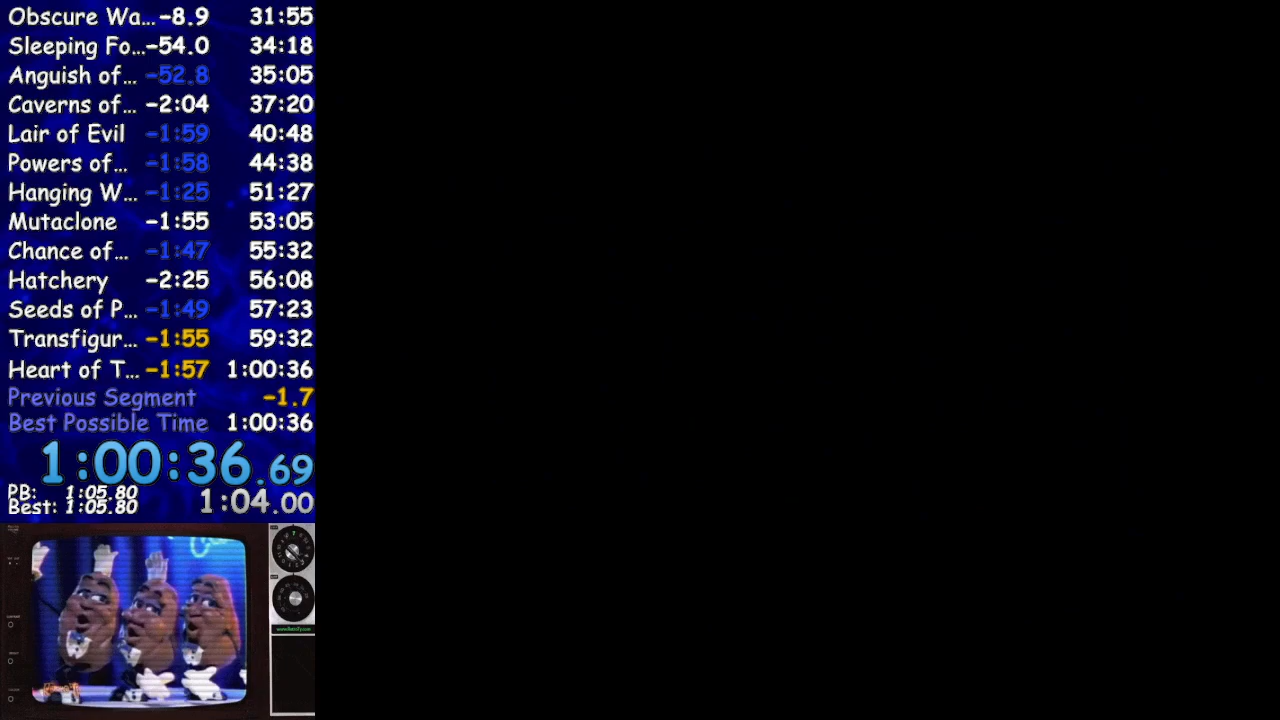 Obscure Wa... -8.9 31:55
Sleeping Fo... -54.0 34:18
Anguish of... -52.8 35:05
Caverns of... -2:04 37:20
Lair of Evil -1:59 40:48
Powers of... -1:58 44:38
Hanging W... -1:25 51:27
Mutaclone -1:55 53:05
Chance of... -1:47 55:32
Hatchery -2:25 56:08
Seeds of P... -1:49 57:23
Transfigur... -1:55 59:32
Heart of T... -1:57 1:00:36
Previous Segment -1.7
Best Possible Time 1:00:36
1:00:36.69
PB: 1:05.80
Best: 1:05.80 1:04.00